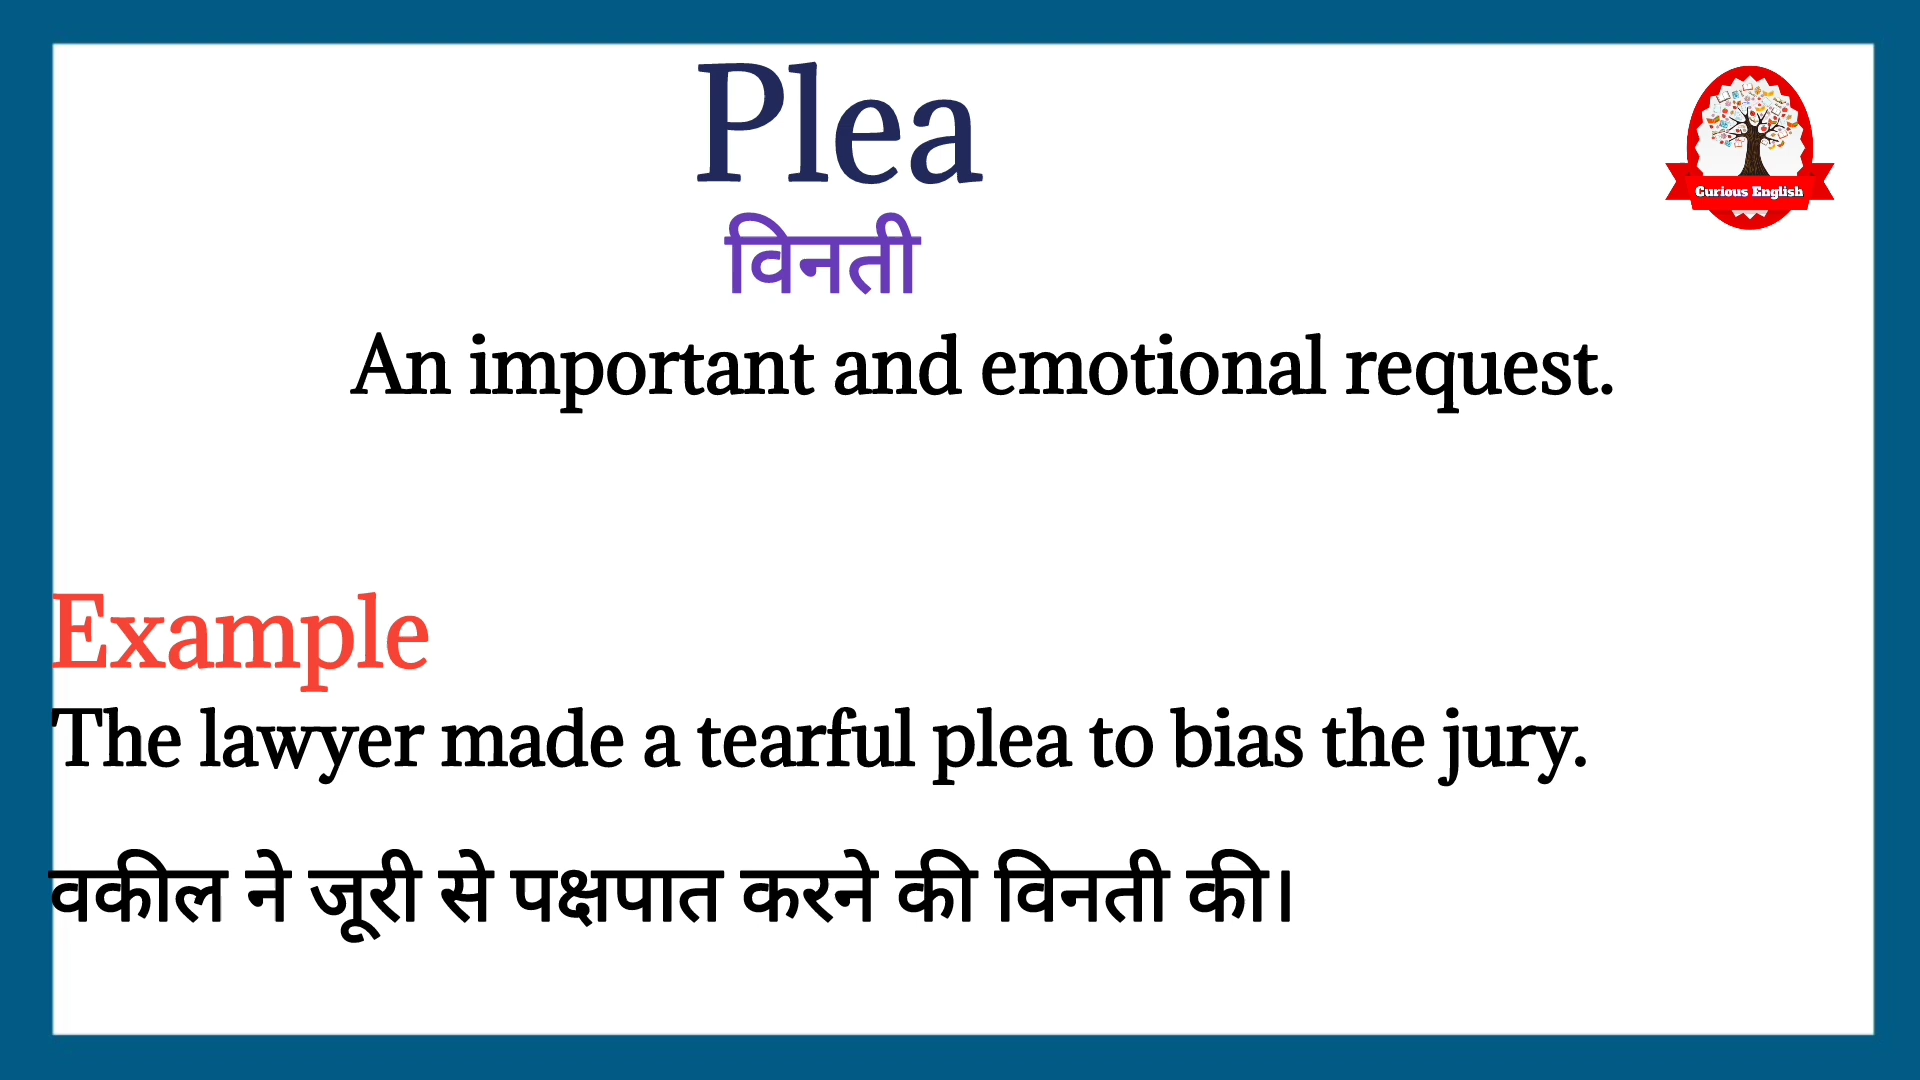 Plea
Curious English
विनती
An important and emotional request.
Example
The lawyer made a tearful plea to bias the jury.
वकील ने जूरी से पक्षपात करने की विनती की।